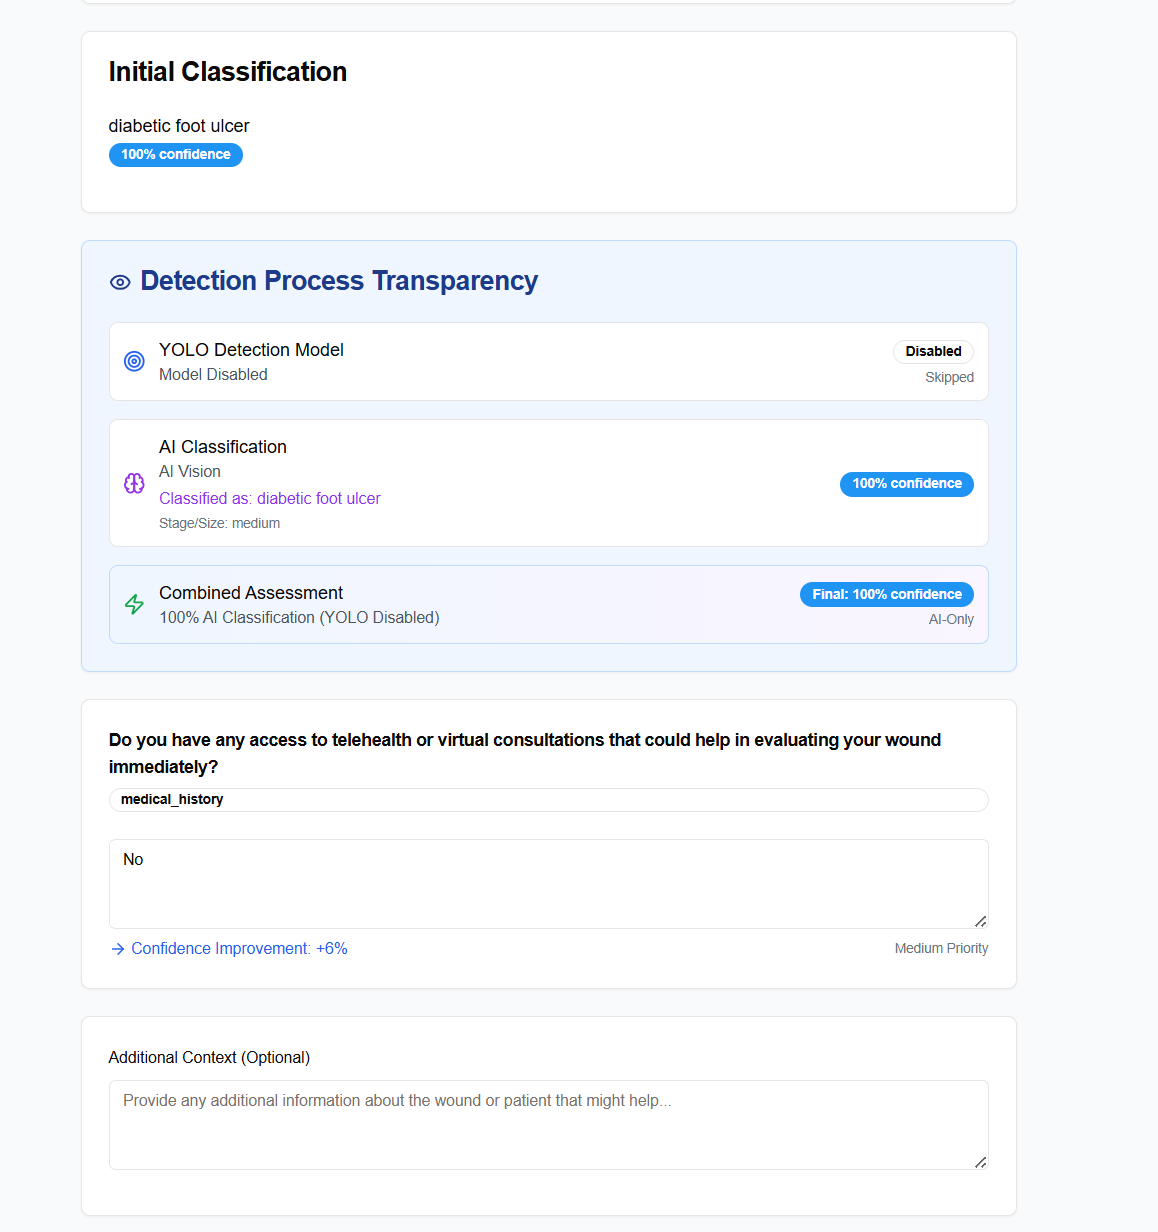 Initial Classification
diabetic foot ulcer
100% confidence
Detection Process Transparency
YOLO Detection Model
Model Disabled
Disabled
Skipped
AI Classification
AI Vision
Classified as: diabetic foot ulcer
Stage/Size: medium
100% confidence
Combined Assessment
100% AI Classification (YOLO Disabled)
Final: 100% confidence
AI-Only
Do you have any access to telehealth or virtual consultations that could help in evaluating your wound
immediately?
medical_history
No
Confidence Improvement: +6%
Medium Priority
Additional Context (Optional)
Provide any additional information about the wound or patient that might help...